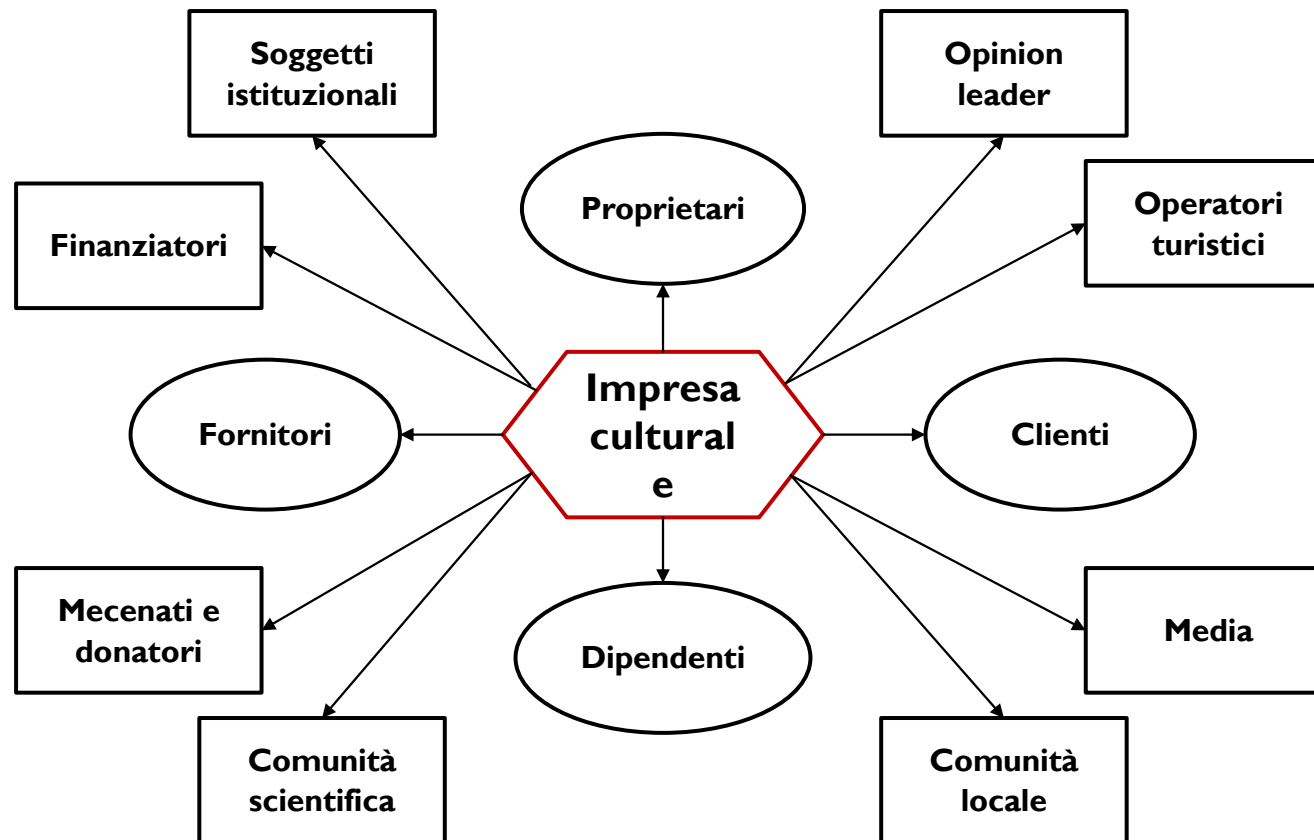 Soggetti
istituzionali
Opinion
leader
Proprietari
Operatori
turistici
Finanziatori
Impresa
cultural
e
Fornitori
Clienti
Mecenati e
donatori
Dipendenti
Media
Comunità
scientifica
Comunità
locale